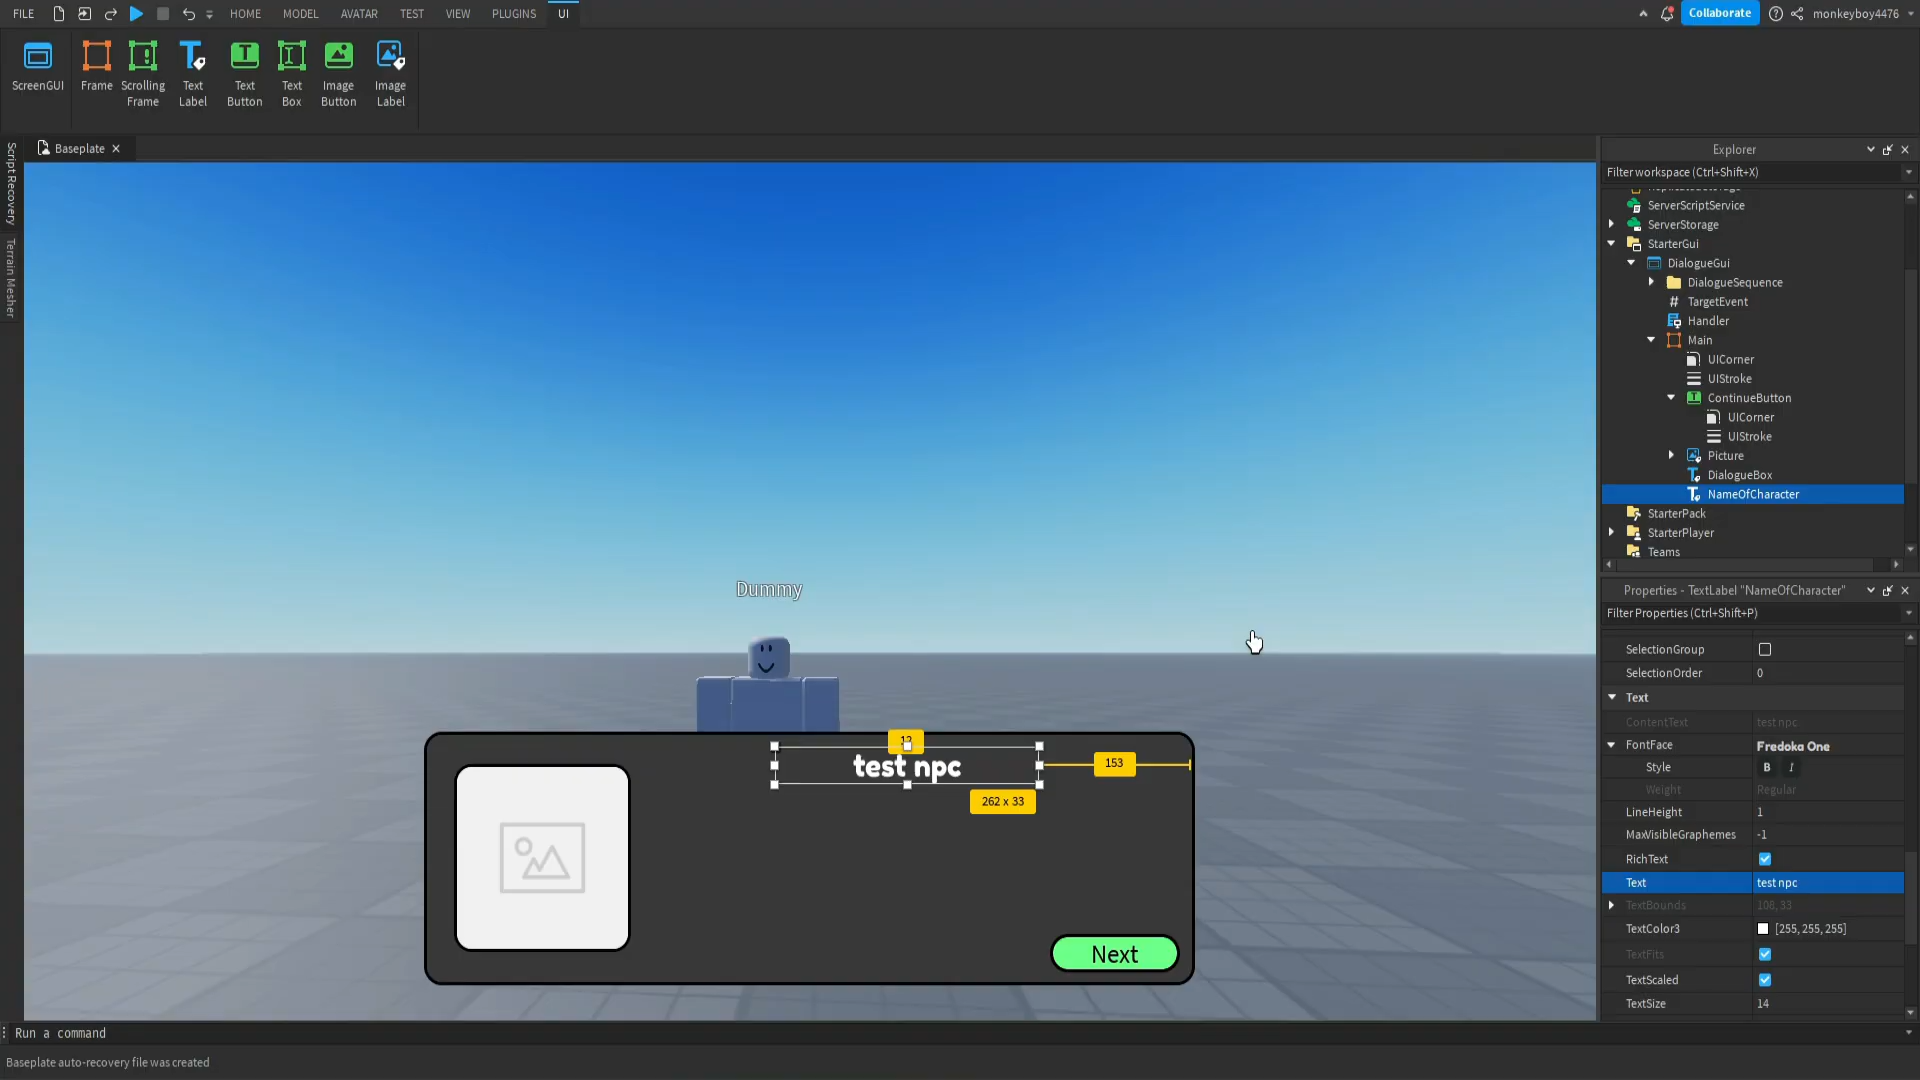 FILE
HOME
MODEL
AVATAR
TEST
VIEW
PLUGINS
UI
Collaborate
monkeyboy4476
ScreenGUI
Frame
Scrolling
Frame
Text
Label
Text
Button
Text
Box
Image
Button
Image
Label
Script Recovery
Terrain Mesher
Baseplate
Dummy
test npc
12
153
262 x 33
Next
Explorer
Filter workspace (Ctrl+Shift+X)
ServerScriptService
ServerStorage
StarterGui
DialogueGui
DialogueSequence
# TargetEvent
Handler
Main
UICorner
UIStroke
ContinueButton
UICorner
UIStroke
Picture
DialogueBox
NameOfCharacter
StarterPack
StarterPlayer
Teams
Properties - TextLabel "NameOfCharacter"
Filter Properties (Ctrl+Shift+P)
SelectionGroup
SelectionOrder 0
Text
ContentText test npc
FontFace Fredoka One
Style B I
Weight Regular
LineHeight 1
MaxVisibleGraphemes -1
RichText
Text test npc
TextBounds 108, 33
TextColor3 [255, 255, 255]
TextFits
TextScaled
TextSize 14
Run a command
Baseplate auto-recovery file was created